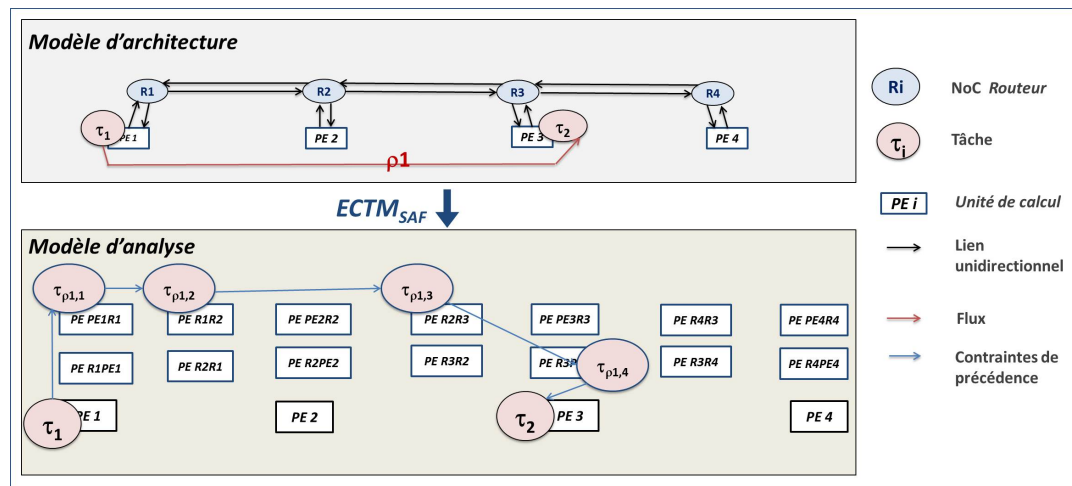 Modèle d'architecture
R1
R2
R3
R4
τ1
PE 1
PE 2
PE 3
τ2
PE 4
ρ1
ECTM SAF
Modèle d'analyse
τρ1,1
τρ1,2
τρ1,3
PE PE1R1
PE R1R2
PE PE2R2
PE R2R3
PE PE3R3
PE R4R3
PE PE4R4
PE R1PE1
PE R2R1
PE R2PE2
PE R3R2
PE R3P
τρ1,4
PE R3R4
PE R4PE4
τ1
PE 1
PE 2
τ2
PE 3
PE 4
Ri
NoC Routeur
τi
Tâche
PE i
Unité de calcul
Lien
unidirectionnel
Flux
Contraintes de
précédence